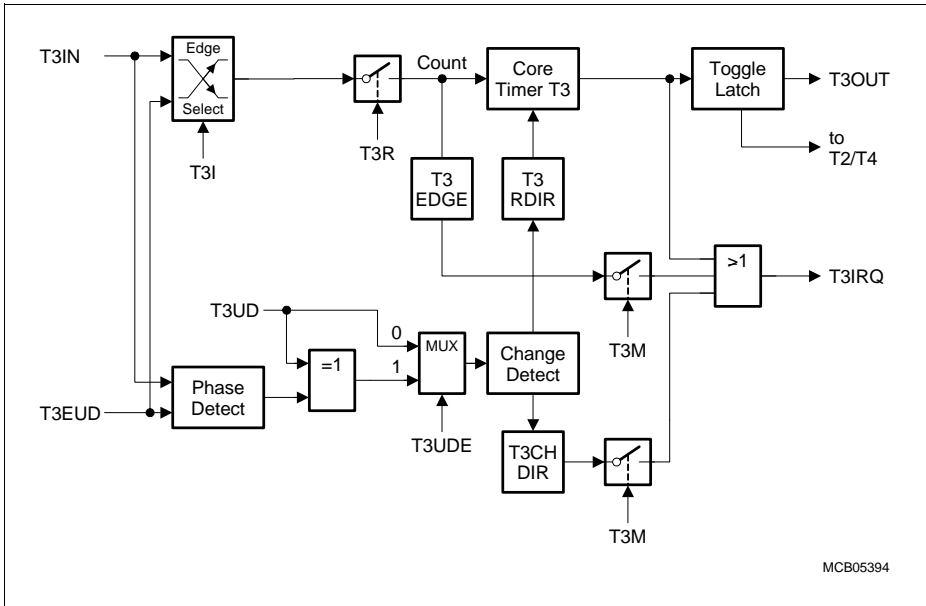 T3IN
Edge
Select
T3I
T3R
Count
Core
Timer T3
Toggle
Latch
T3OUT
to
T2/T4
T3
EDGE
T3
RDIR
≥1
T3IRQ
T3M
T3UD
0
1
=1
MUX
Change
Detect
Phase
Detect
T3EUD
T3UDE
T3CH
DIR
T3M
MCB05394